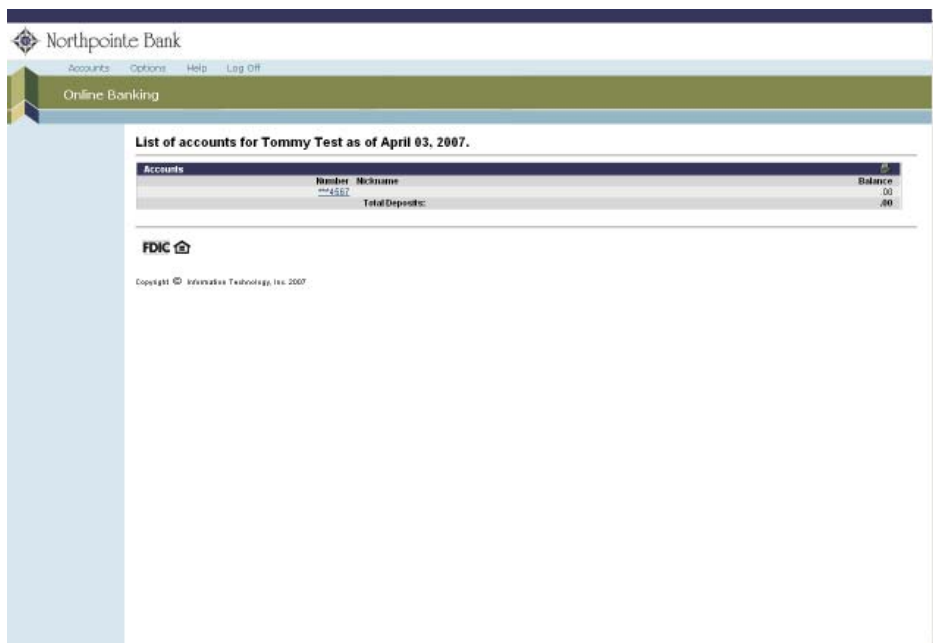 Northpointe Bank
Accounts Options Help Log Off
Online Banking
List of accounts for Tommy Test as of April 03, 2007.
Accounts
Number Nickname Balance
***4567 .00
Total Deposits: .00
FDIC
Copyright © Information Technology, Inc. 2007